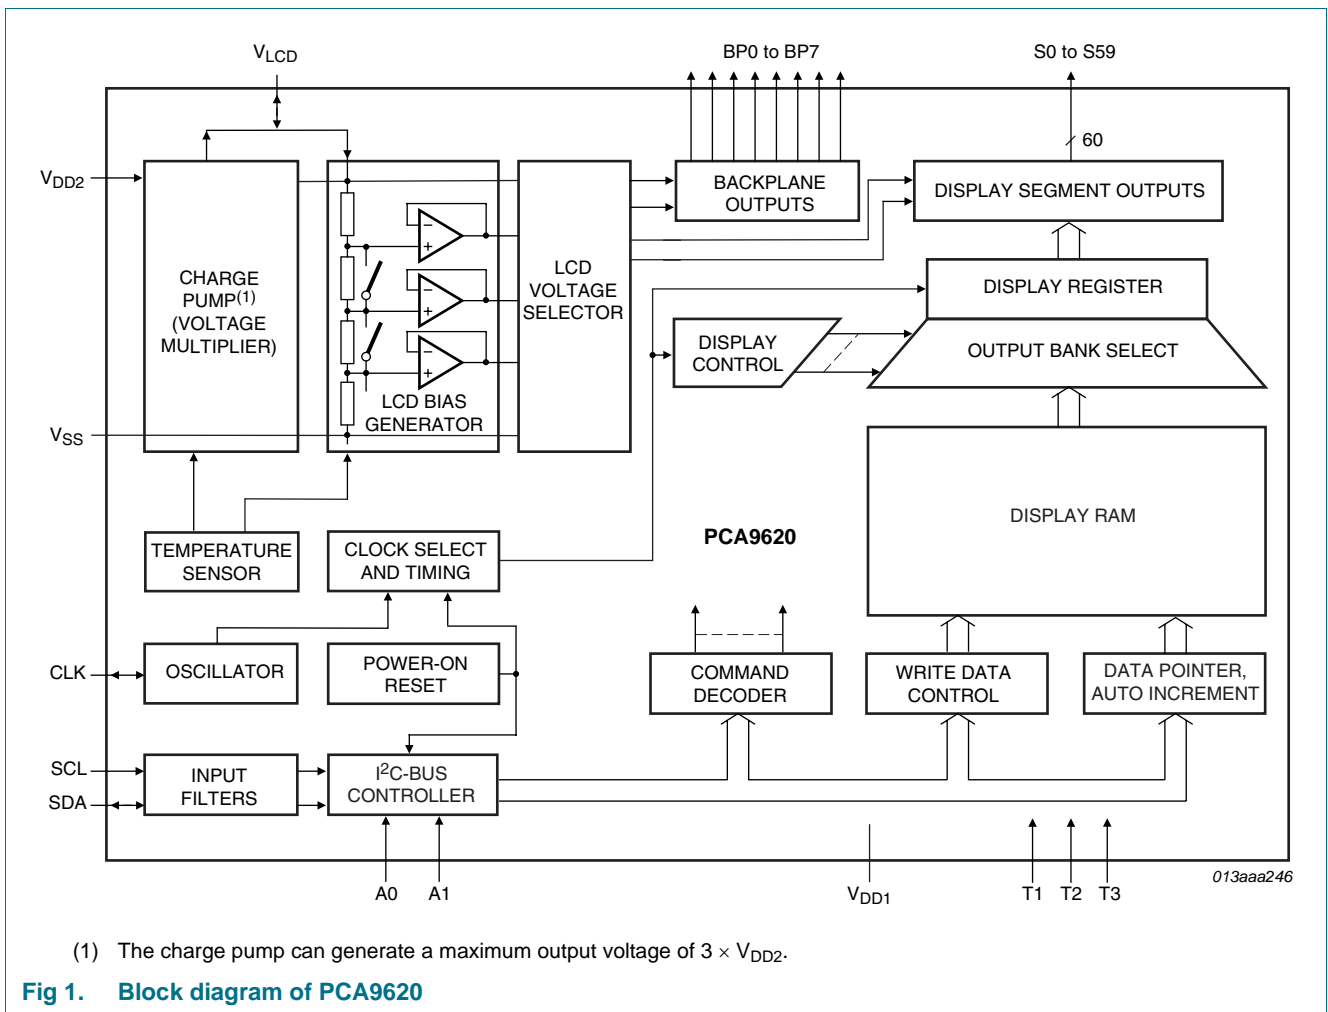 VLCD
BP0 to BP7
S0 to S59
60
VDD2
BACKPLANE
OUTPUTS
DISPLAY SEGMENT OUTPUTS
CHARGE
PUMP(1)
(VOLTAGE
MULTIPLIER)
-
+
-
+
-
+
LCD BIAS
GENERATOR
LCD
VOLTAGE
SELECTOR
DISPLAY REGISTER
DISPLAY
CONTROL
OUTPUT BANK SELECT
VSS
DISPLAY RAM
PCA9620
TEMPERATURE
SENSOR
CLOCK SELECT
AND TIMING
CLK
OSCILLATOR
POWER-ON
RESET
COMMAND
DECODER
WRITE DATA
CONTROL
DATA POINTER,
AUTO INCREMENT
SCL
SDA
INPUT
FILTERS
I2C-BUS
CONTROLLER
A0 A1
VDD1
T1 T2 T3
013aaa246
(1) The charge pump can generate a maximum output voltage of 3 × VDD2.
Fig 1. Block diagram of PCA9620